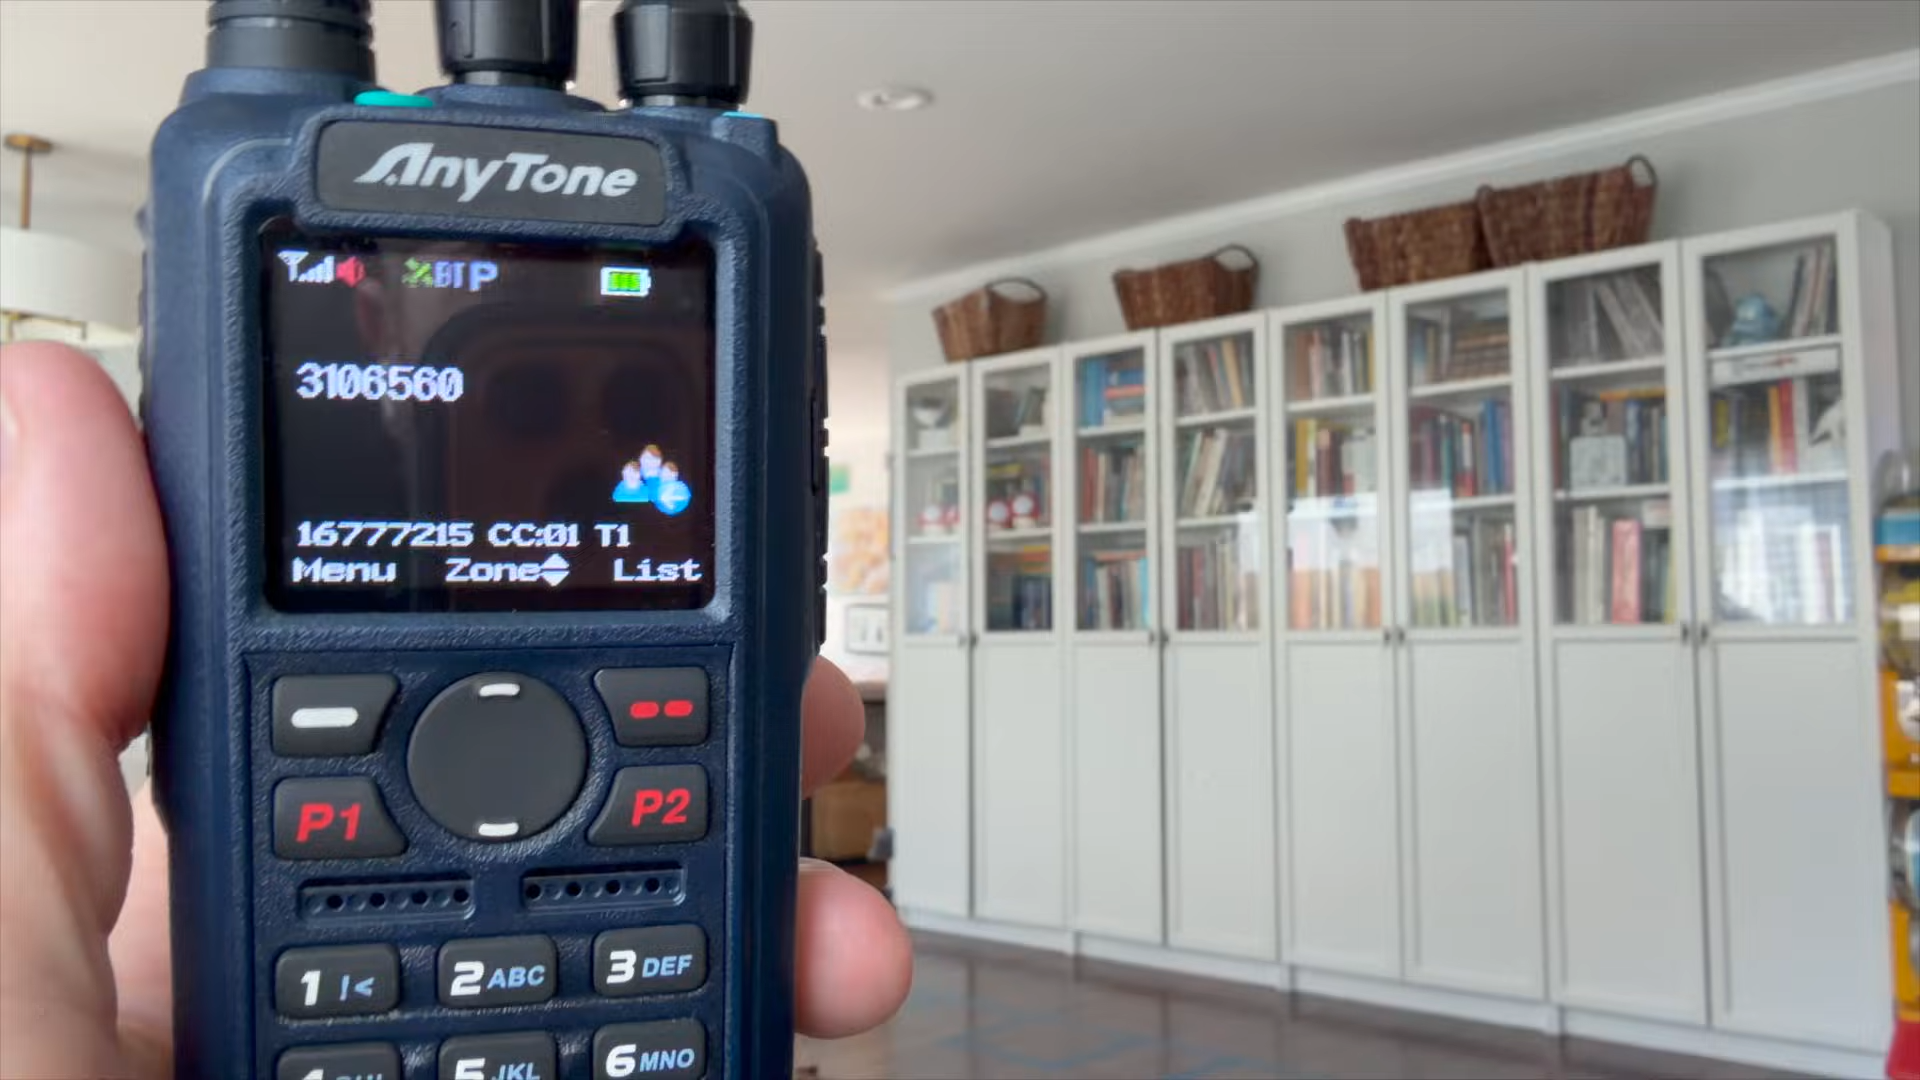 AnyTone
BT P
3106560
16777215 CC:01 T1
Menu Zone List
P1 P2
1 !< 2 ABC 3 DEF
5 JKL 6 MNO